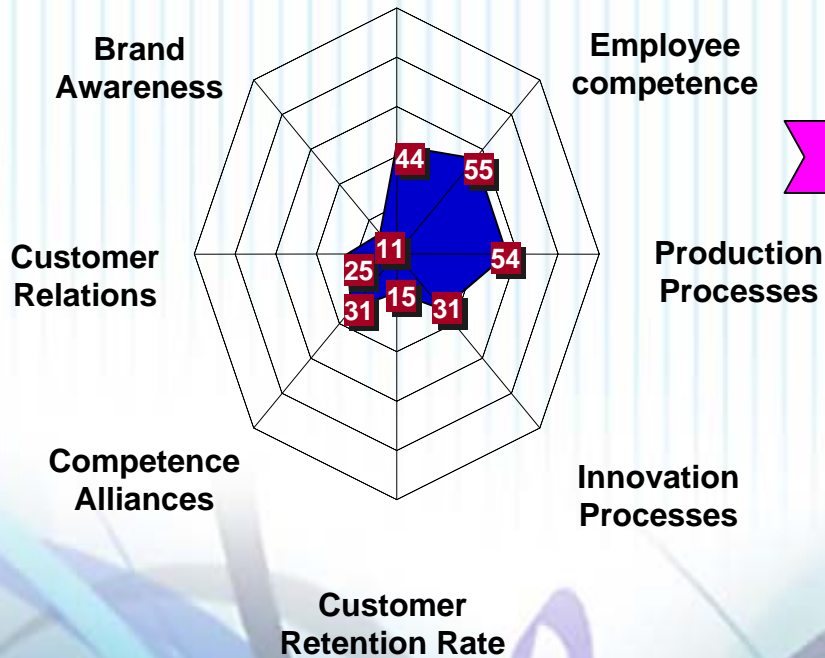 Brand
Awareness
Employee
competence
44
55
11
54
Customer
Relations
25
Production
Processes
31
15
31
Competence
Alliances
Innovation
Processes
Customer
Retention Rate